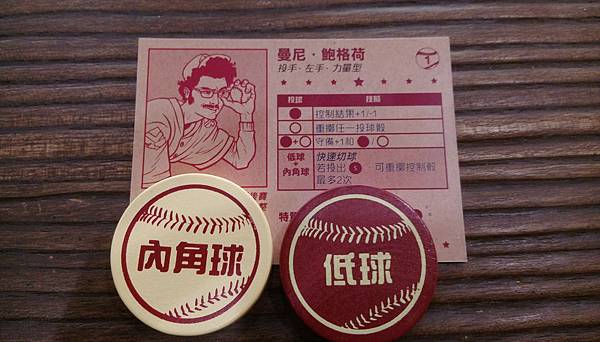 曼尼·鮑格荷
投手·左手·力量型
1
投球 技能
控制結果+1/-1
重擲任一投球骰
+ 守備+1和 /
低球 + 內角球
快速切球
若投出 可重擲控制骰
最多2次
內角球
低球